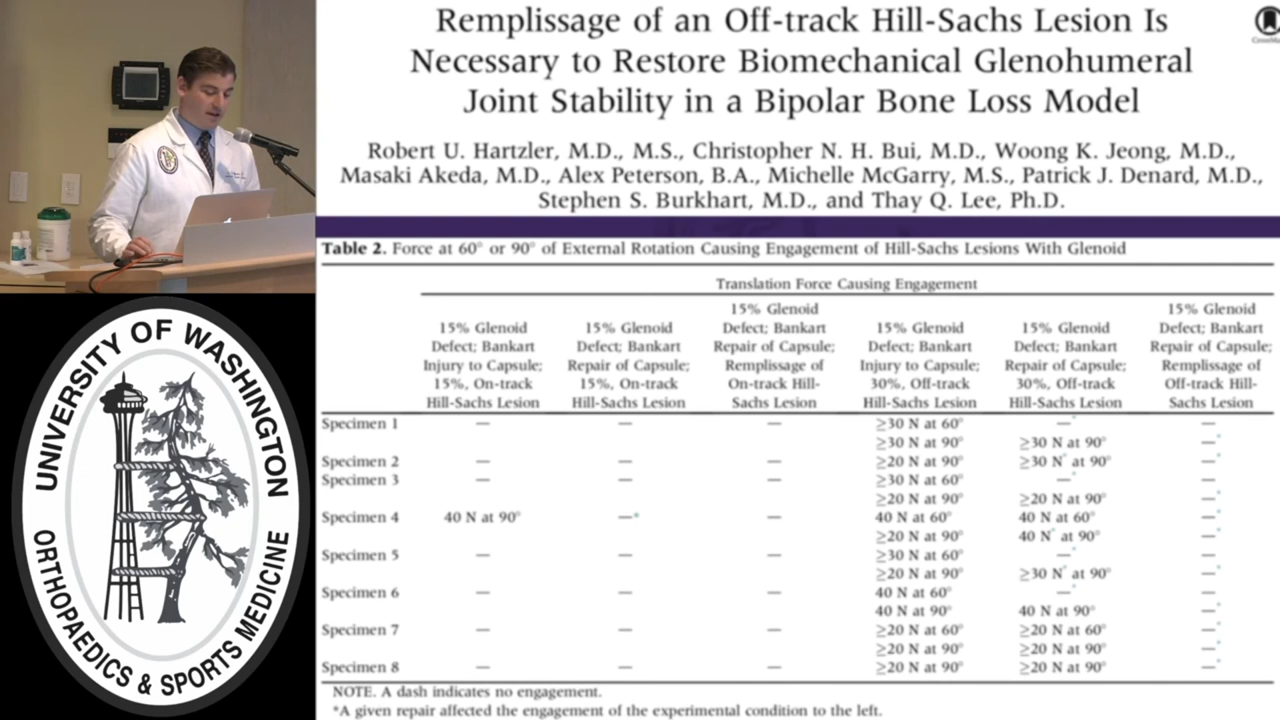 Remplissage of an Off-track Hill-Sachs Lesion Is
Necessary to Restore Biomechanical Glenohumeral
Joint Stability in a Bipolar Bone Loss Model
Robert U. Hartzler, M.D., M.S., Christopher N. H. Bui, M.D., Woong K. Jeong, M.D.,
Masaki Akeda, M.D., Alex Peterson, B.A., Michelle McGarry, M.S., Patrick J. Denard, M.D.,
Stephen S. Burkhart, M.D., and Thay Q. Lee, Ph.D.
Table 2. Force at 60° or 90° of External Rotation Causing Engagement of Hill-Sachs Lesions With Glenoid
Translation Force Causing Engagement
15% Glenoid
Defect; Bankart
Injury to Capsule;
15%, On-track
Hill-Sachs Lesion
15% Glenoid
Defect; Bankart
Repair of Capsule;
15%, On-track
Hill-Sachs Lesion
15% Glenoid
Defect; Bankart
Repair of Capsule;
Remplissage of
On-track Hill-
Sachs Lesion
15% Glenoid
Defect; Bankart
Injury to Capsule;
30%, Off-track
Hill-Sachs Lesion
15% Glenoid
Defect; Bankart
Repair of Capsule;
30%, Off-track
Hill-Sachs Lesion
15% Glenoid
Defect; Bankart
Repair of Capsule;
Remplissage of
Off-track Hill-
Sachs Lesion
Specimen 1 — — — ≥30 N at 60° —* —
≥30 N at 90° ≥30 N at 90° —*
Specimen 2 — — — ≥20 N at 90° ≥30 N* at 90° —*
Specimen 3 — — — ≥30 N at 60° —* —
≥20 N at 90° ≥20 N at 90° —*
Specimen 4 40 N at 90° —* — 40 N at 60° 40 N at 60° —*
≥20 N at 90° 40 N* at 90° —*
Specimen 5 — — — ≥30 N at 60° —* —
≥20 N at 90° ≥30 N* at 90° —*
Specimen 6 — — — 40 N at 60° —* —
40 N at 90° 40 N at 90° —*
Specimen 7 — — — ≥20 N at 60° ≥20 N at 60° —*
≥20 N at 90° ≥20 N at 90° —*
Specimen 8 — — — ≥20 N at 90° ≥20 N at 90° —*
NOTE. A dash indicates no engagement.
*A given repair affected the engagement of the experimental condition to the left.
UNIVERSITY OF WASHINGTON
ORTHOPAEDICS & SPORTS MEDICINE